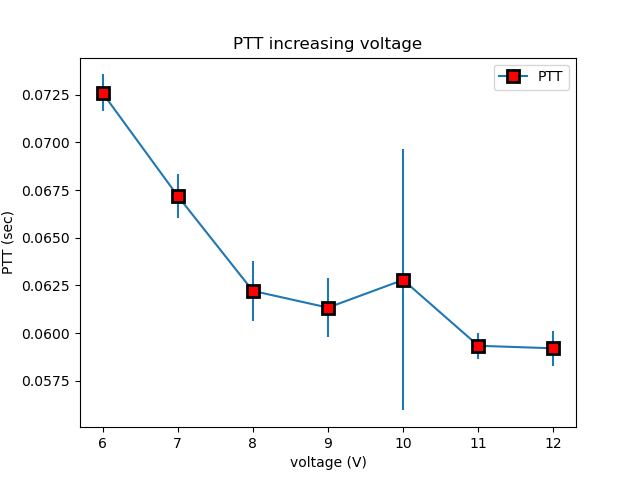 PTT increasing voltage
PTT
0.0725
0.0700
0.0675
0.0650
0.0625
0.0600
0.0575
PTT (sec)
6 7 8 9 10 11 12
voltage (V)